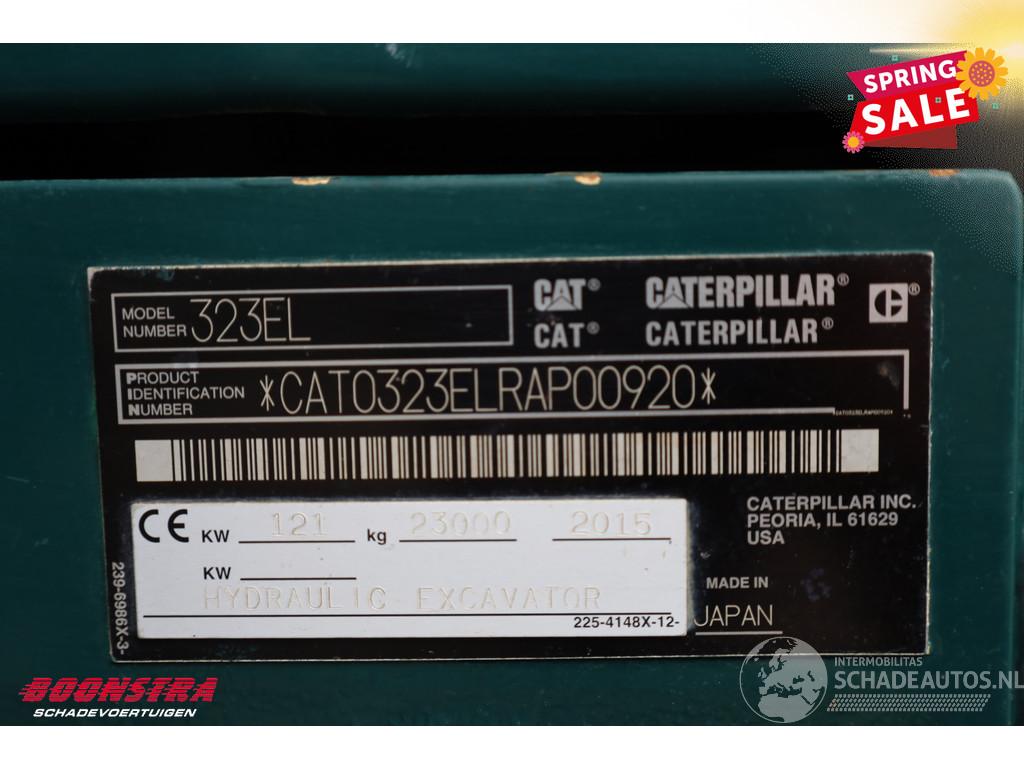 SPRING
SALE
MODEL NUMBER 323EL
CAT® CATERPILLAR® C®
CAT® CATERPILLAR®
PRODUCT IDENTIFICATION NUMBER *CAT0323ELRAP00920*
CAT0323ELRAP00920*
CE KW 121 kg 23000 2015
KW
HYDRAULIC EXCAVATOR
225-4148X-12-
239-6986X-3-
CATERPILLAR INC.
PEORIA, IL 61629
USA
MADE IN
JAPAN
BOONSTRA
SCHADEVOERTUIGEN
INTERMOBILITAS
SCHADEAUTOS.NL